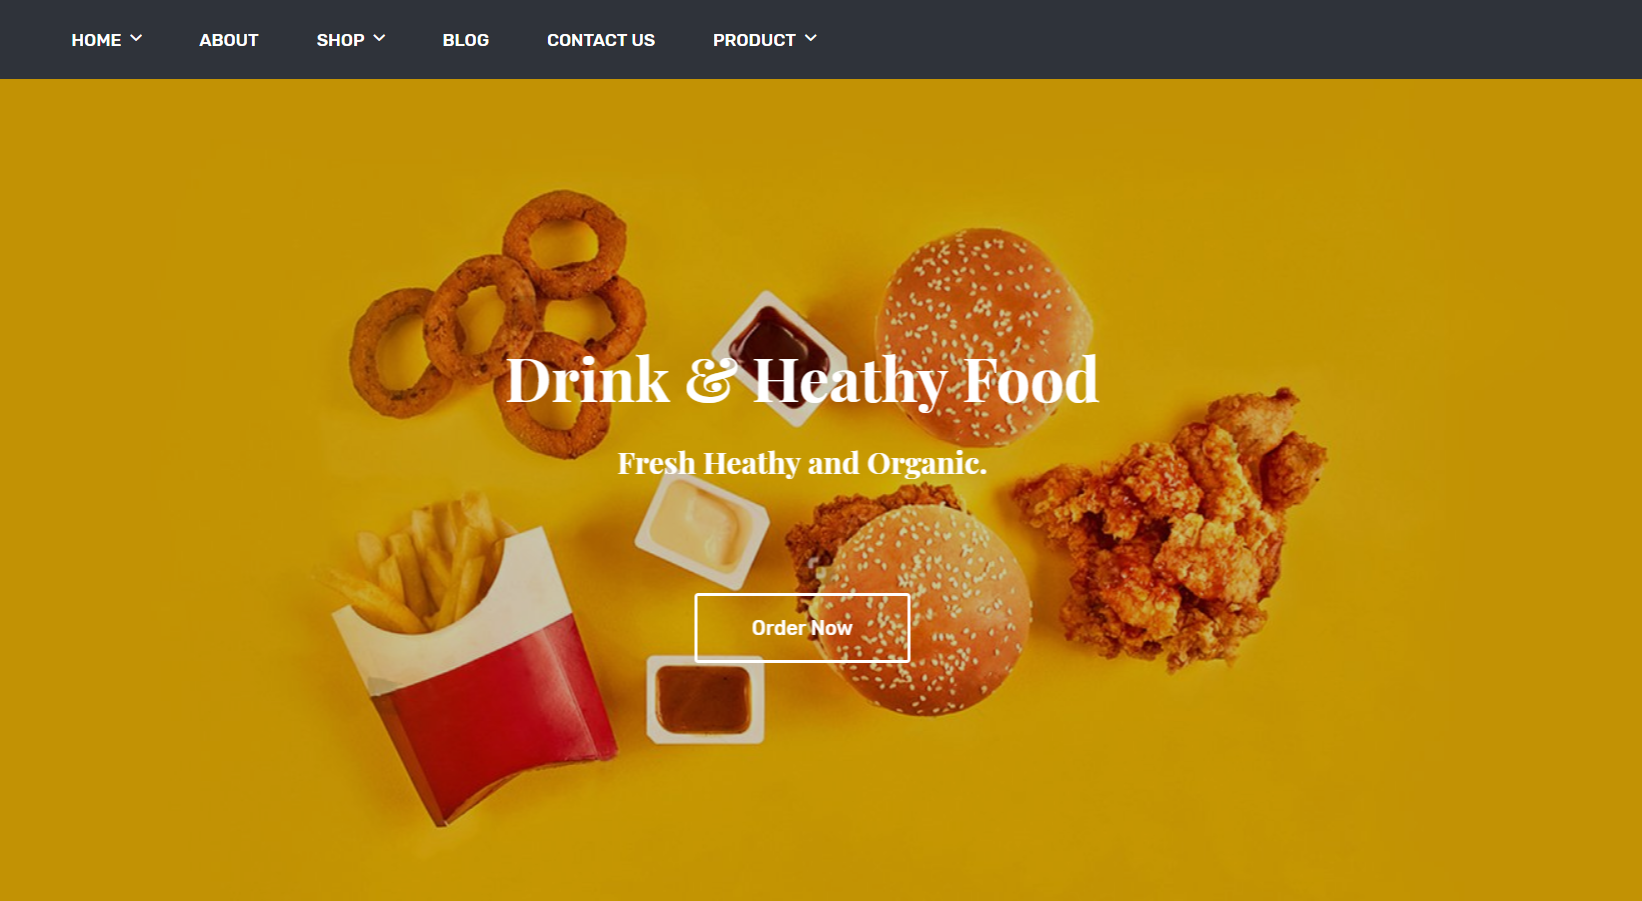 HOME ABOUT SHOP BLOG CONTACT US PRODUCT
Drink & Heathy Food
Fresh Heathy and Organic.
Order Now